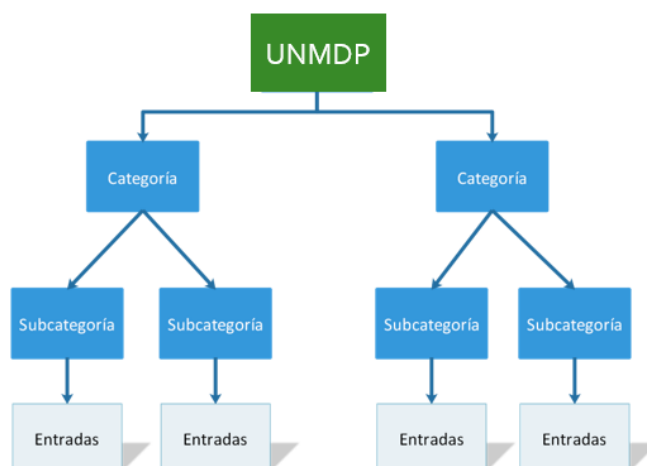 UNMDP
Categoría
Categoría
Subcategoría
Subcategoría
Subcategoría
Subcategoría
Entradas
Entradas
Entradas
Entradas